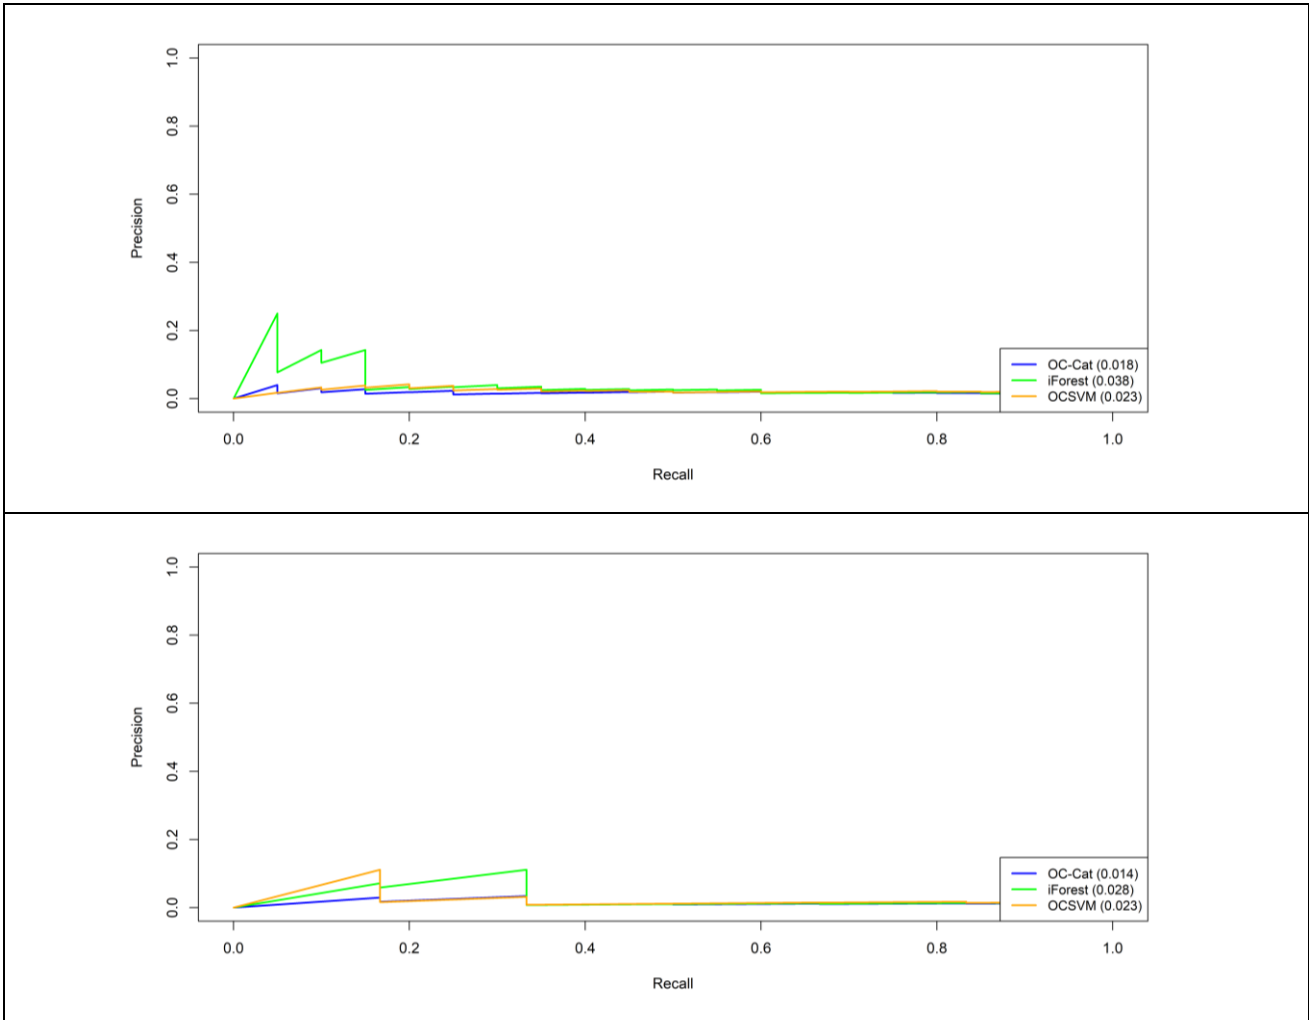 1.0
0.8
0.6
0.4
0.2
0.0
Precision
0.0 0.2 0.4 0.6 0.8 1.0
Recall
OC-Cat (0.018)
iForest (0.038)
OCSVM (0.023)
1.0
0.8
0.6
0.4
0.2
0.0
Precision
0.0 0.2 0.4 0.6 0.8 1.0
Recall
OC-Cat (0.014)
iForest (0.028)
OCSVM (0.023)